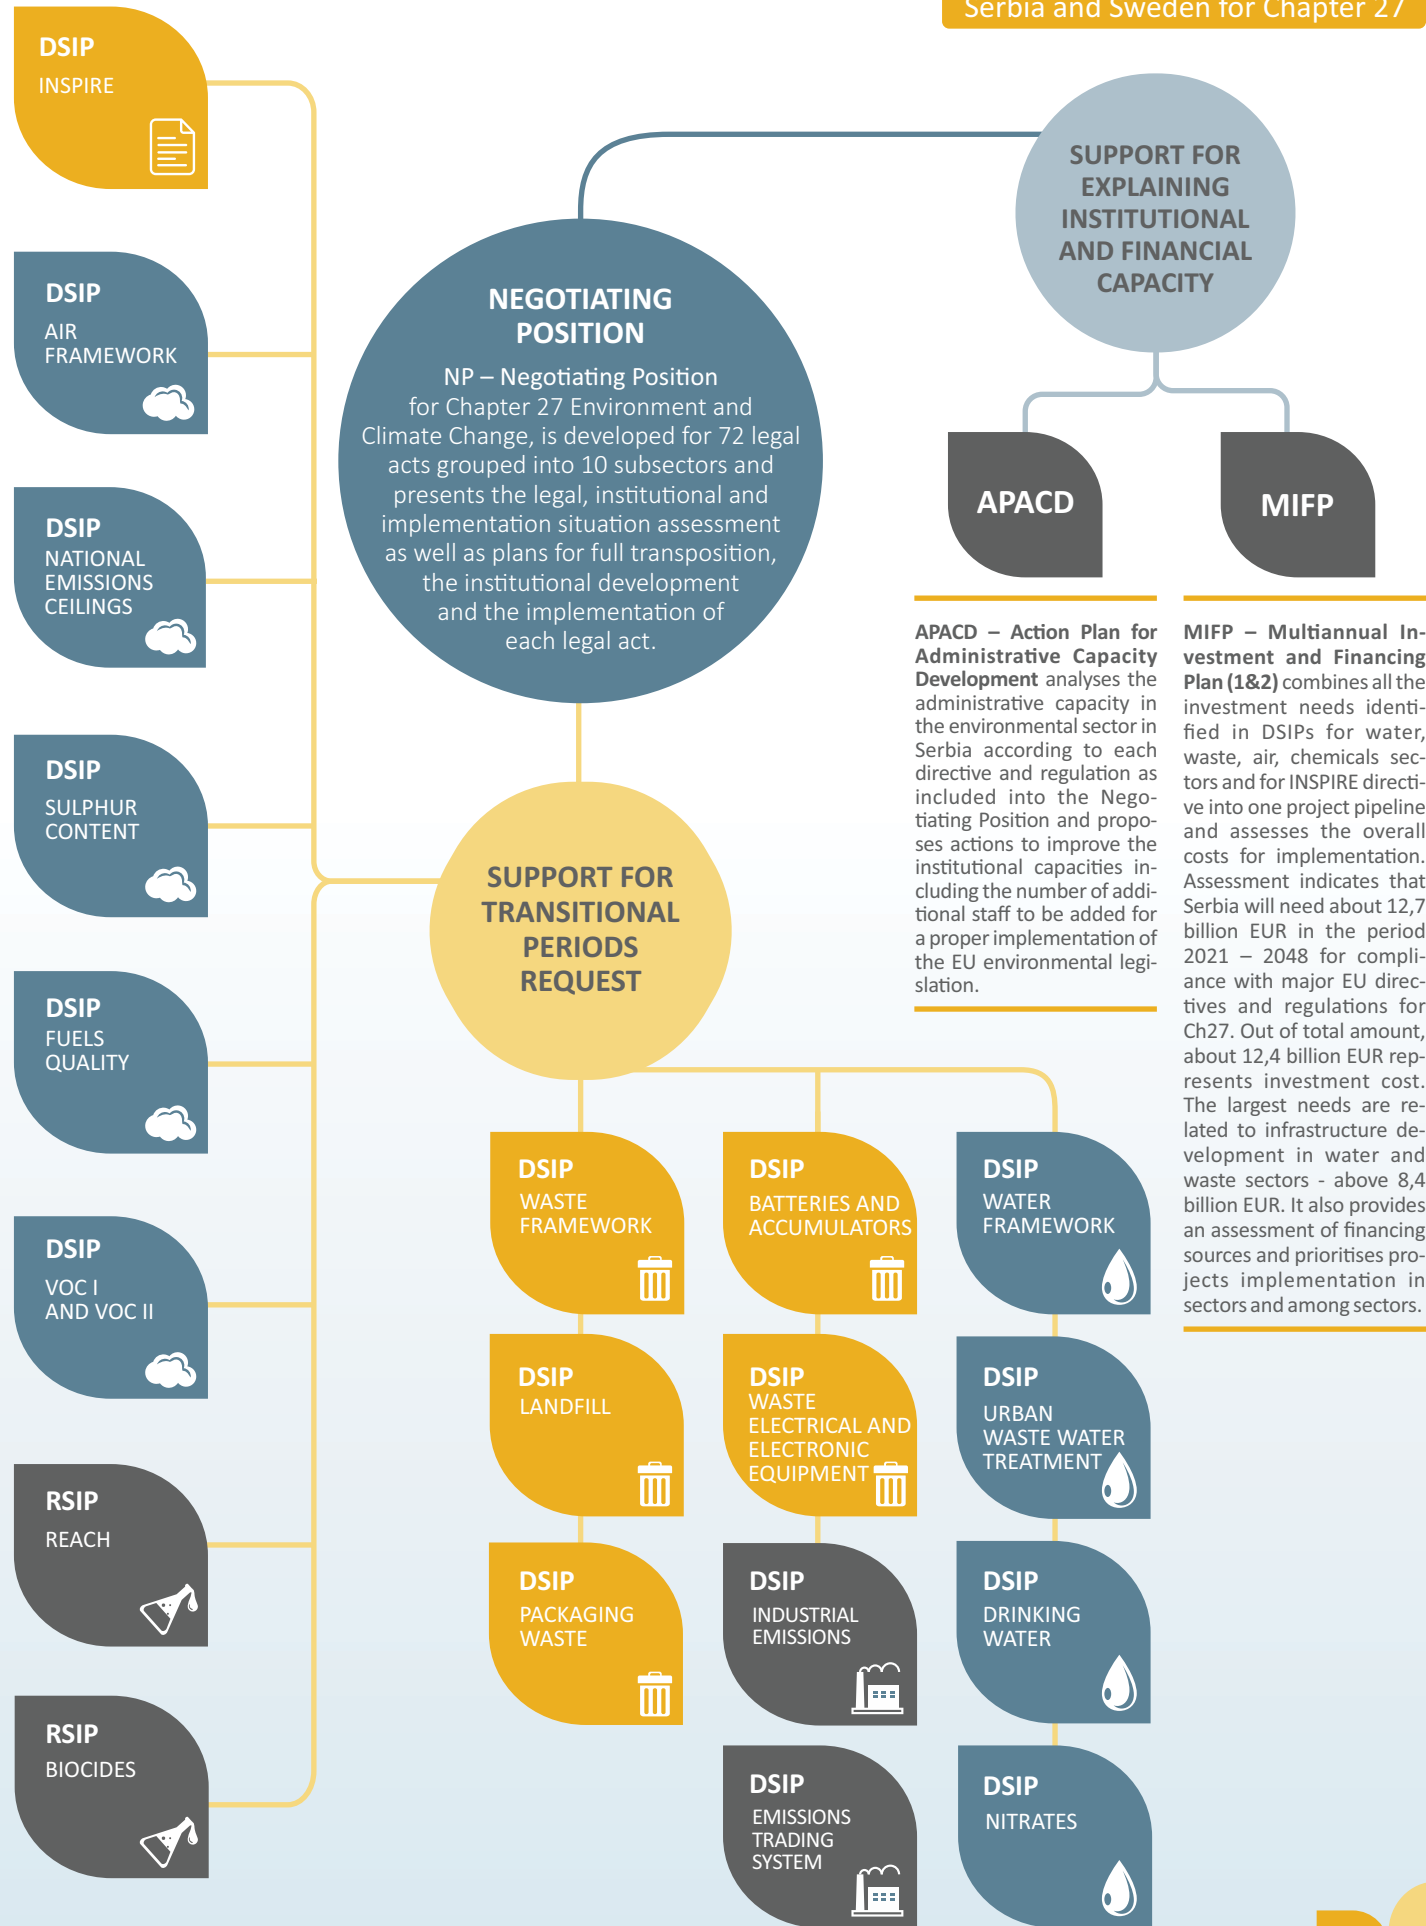 Serbia and Sweden for Chapter 27
DSIP
INSPIRE
DSIP
AIR
FRAMEWORK
DSIP
NATIONAL
EMISSIONS
CEILINGS
DSIP
SULPHUR
CONTENT
DSIP
FUELS
QUALITY
DSIP
VOC I
AND VOC II
RSIP
REACH
RSIP
BIOCIDES
NEGOTIATING
POSITION
NP – Negotiating Position
for Chapter 27 Environment and
Climate Change, is developed for 72 legal
acts grouped into 10 subsectors and
presents the legal, institutional and
implementation situation assessment
as well as plans for full transposition,
the institutional development
and the implementation of
each legal act.
SUPPORT FOR
EXPLAINING
INSTITUTIONAL
AND FINANCIAL
CAPACITY
APACD
MIFP
APACD – Action Plan for
Administrative Capacity
Development analyses the
administrative capacity in
the environmental sector in
Serbia according to each
directive and regulation as
included into the Nego-
tiating Position and propo-
ses actions to improve the
institutional capacities in-
cluding the number of addi-
tional staff to be added for
a proper implementation of
the EU environmental legi-
slation.
MIFP – Multiannual In-
vestment and Financing
Plan (1&2) combines all the
investment needs identi-
fied in DSIPs for water,
waste, air, chemicals sec-
tors and for INSPIRE directi-
ve into one project pipeline
and assesses the overall
costs for implementation.
Assessment indicates that
Serbia will need about 12,7
billion EUR in the period
2021 – 2048 for compli-
ance with major EU direc-
tives and regulations for
Ch27. Out of total amount,
about 12,4 billion EUR rep-
resents investment cost.
The largest needs are re-
lated to infrastructure de-
velopment in water and
waste sectors - above 8,4
billion EUR. It also provides
an assessment of financing
sources and prioritises pro-
jects implementation in
sectors and among sectors.
SUPPORT FOR
TRANSITIONAL
PERIODS
REQUEST
DSIP
WASTE
FRAMEWORK
DSIP
LANDFILL
DSIP
PACKAGING
WASTE
DSIP
BATTERIES AND
ACCUMULATORS
DSIP
WASTE
ELECTRICAL AND
ELECTRONIC
EQUIPMENT
DSIP
INDUSTRIAL
EMISSIONS
DSIP
EMISSIONS
TRADING
SYSTEM
DSIP
WATER
FRAMEWORK
DSIP
URBAN
WASTE WATER
TREATMENT
DSIP
DRINKING
WATER
DSIP
NITRATES